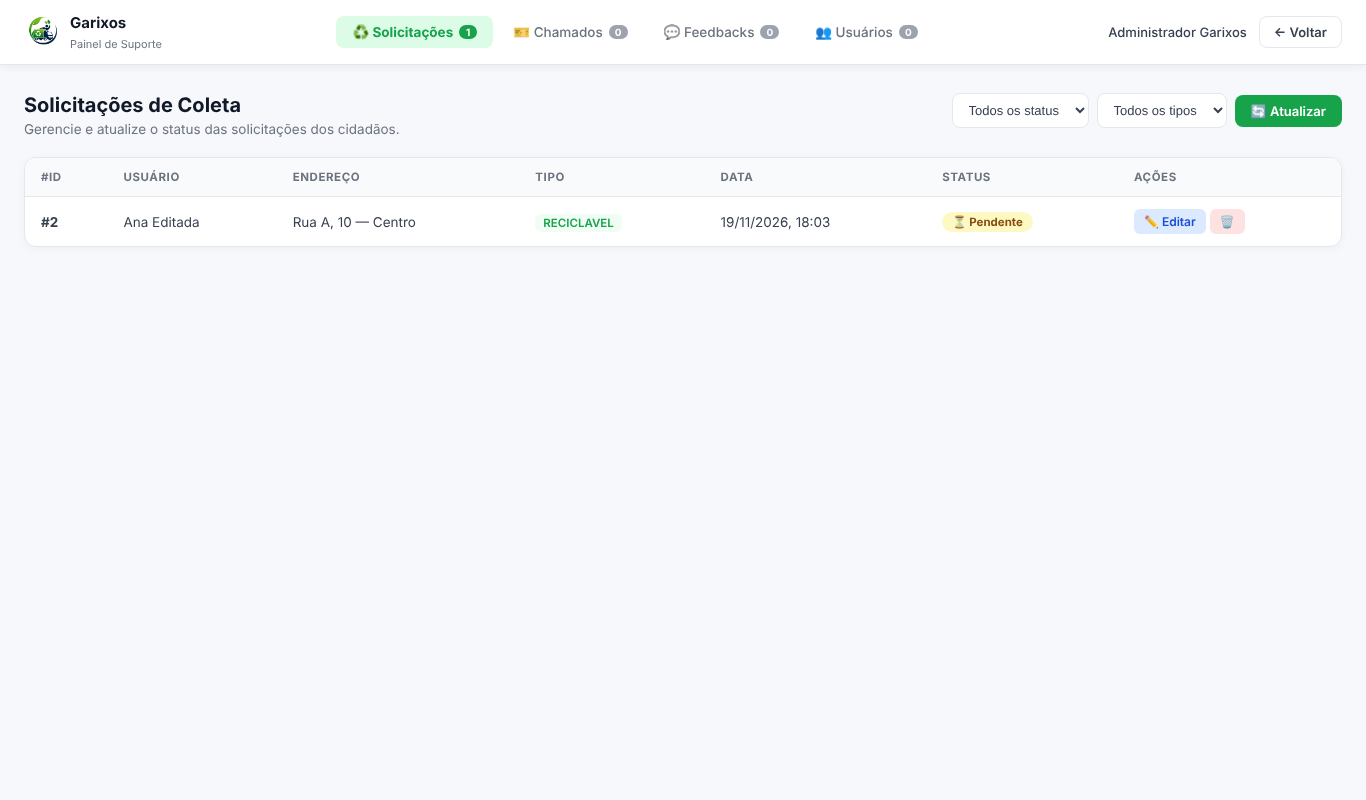 Garixos
Painel de Suporte
♻️ Solicitações 1
🎫 Chamados 0
💬 Feedbacks 0
👥 Usuários 0
Administrador Garixos
← Voltar
Solicitações de Coleta
Gerencie e atualize o status das solicitações dos cidadãos.
Todos os status
Todos os tipos
🔄 Atualizar
#ID USUÁRIO ENDEREÇO TIPO DATA STATUS AÇÕES
#2 Ana Editada Rua A, 10 — Centro RECICLAVEL 19/11/2026, 18:03 ⏳ Pendente ✏️ Editar 🗑️